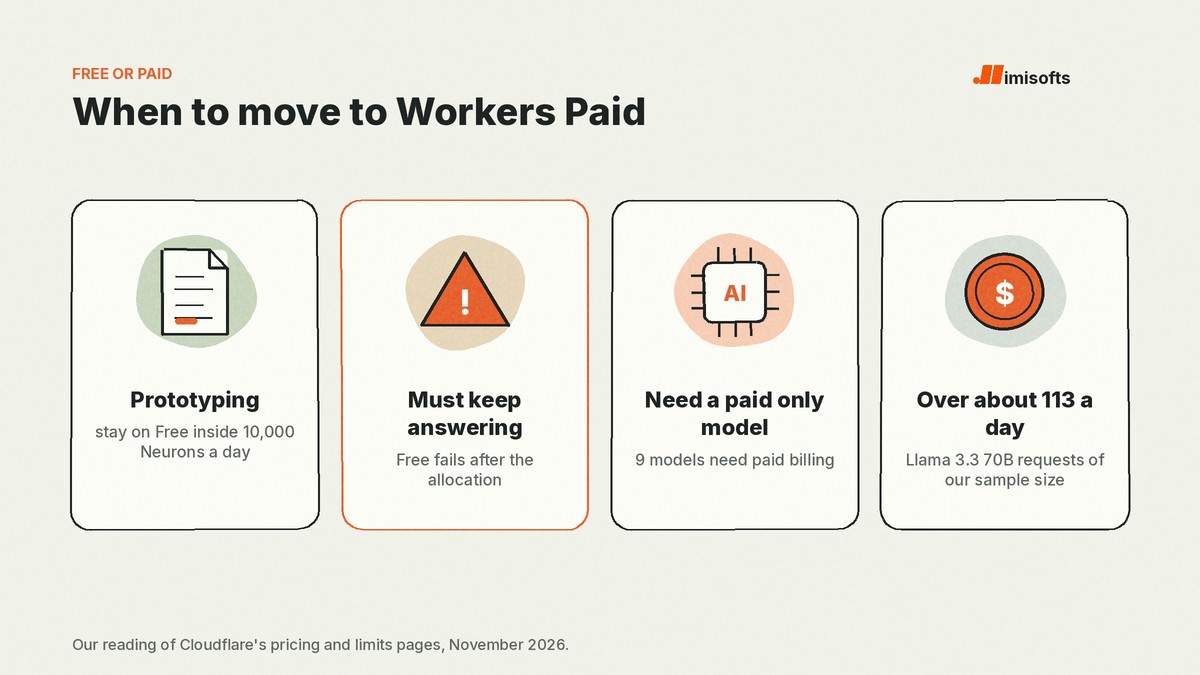 FREE OR PAID
imisofts
When to move to Workers Paid
Prototyping
stay on Free inside 10,000
Neurons a day
!
Must keep
answering
Free fails after the
allocation
AI
Need a paid only
model
9 models need paid billing
$
Over about 113 a
day
Llama 3.3 70B requests of
our sample size
Our reading of Cloudflare's pricing and limits pages, November 2026.